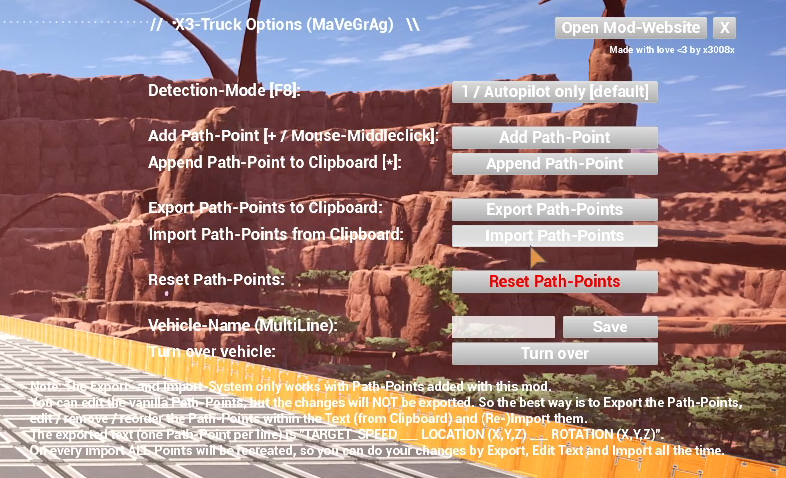 // X3-Truck Options (MaVeGrAg) \\
Open Mod-Website X
Made with love <3 by x3008x
Detection-Mode [F8]: 1 / Autopilot only [default]
Add Path-Point [+ / Mouse-Middleclick]: Add Path-Point
Append Path-Point to Clipboard [*]: Append Path-Point
Export Path-Points to Clipboard: Export Path-Points
Import Path-Points from Clipboard: Import Path-Points
Reset Path-Points: Reset Path-Points
Vehicle-Name (MultiLine): Save
Turn over vehicle: Turn over
Note: The Export- and Import-System only works with Path-Points added with this mod.
You can edit the vanilla Path-Points, but the changes will NOT be exported. So the best way is to Export the Path-Points,
edit / remove / reorder the Path-Points within the Text (from Clipboard) and (Re-)Import them.
The exported text (one Path-Point per line) is "TARGET_SPEED___LOCATION (X,Y,Z)___ROTATION (X,Y,Z)".
On every import ALL Points will be recreated, so you can do your changes by Export, Edit Text and Import all the time.